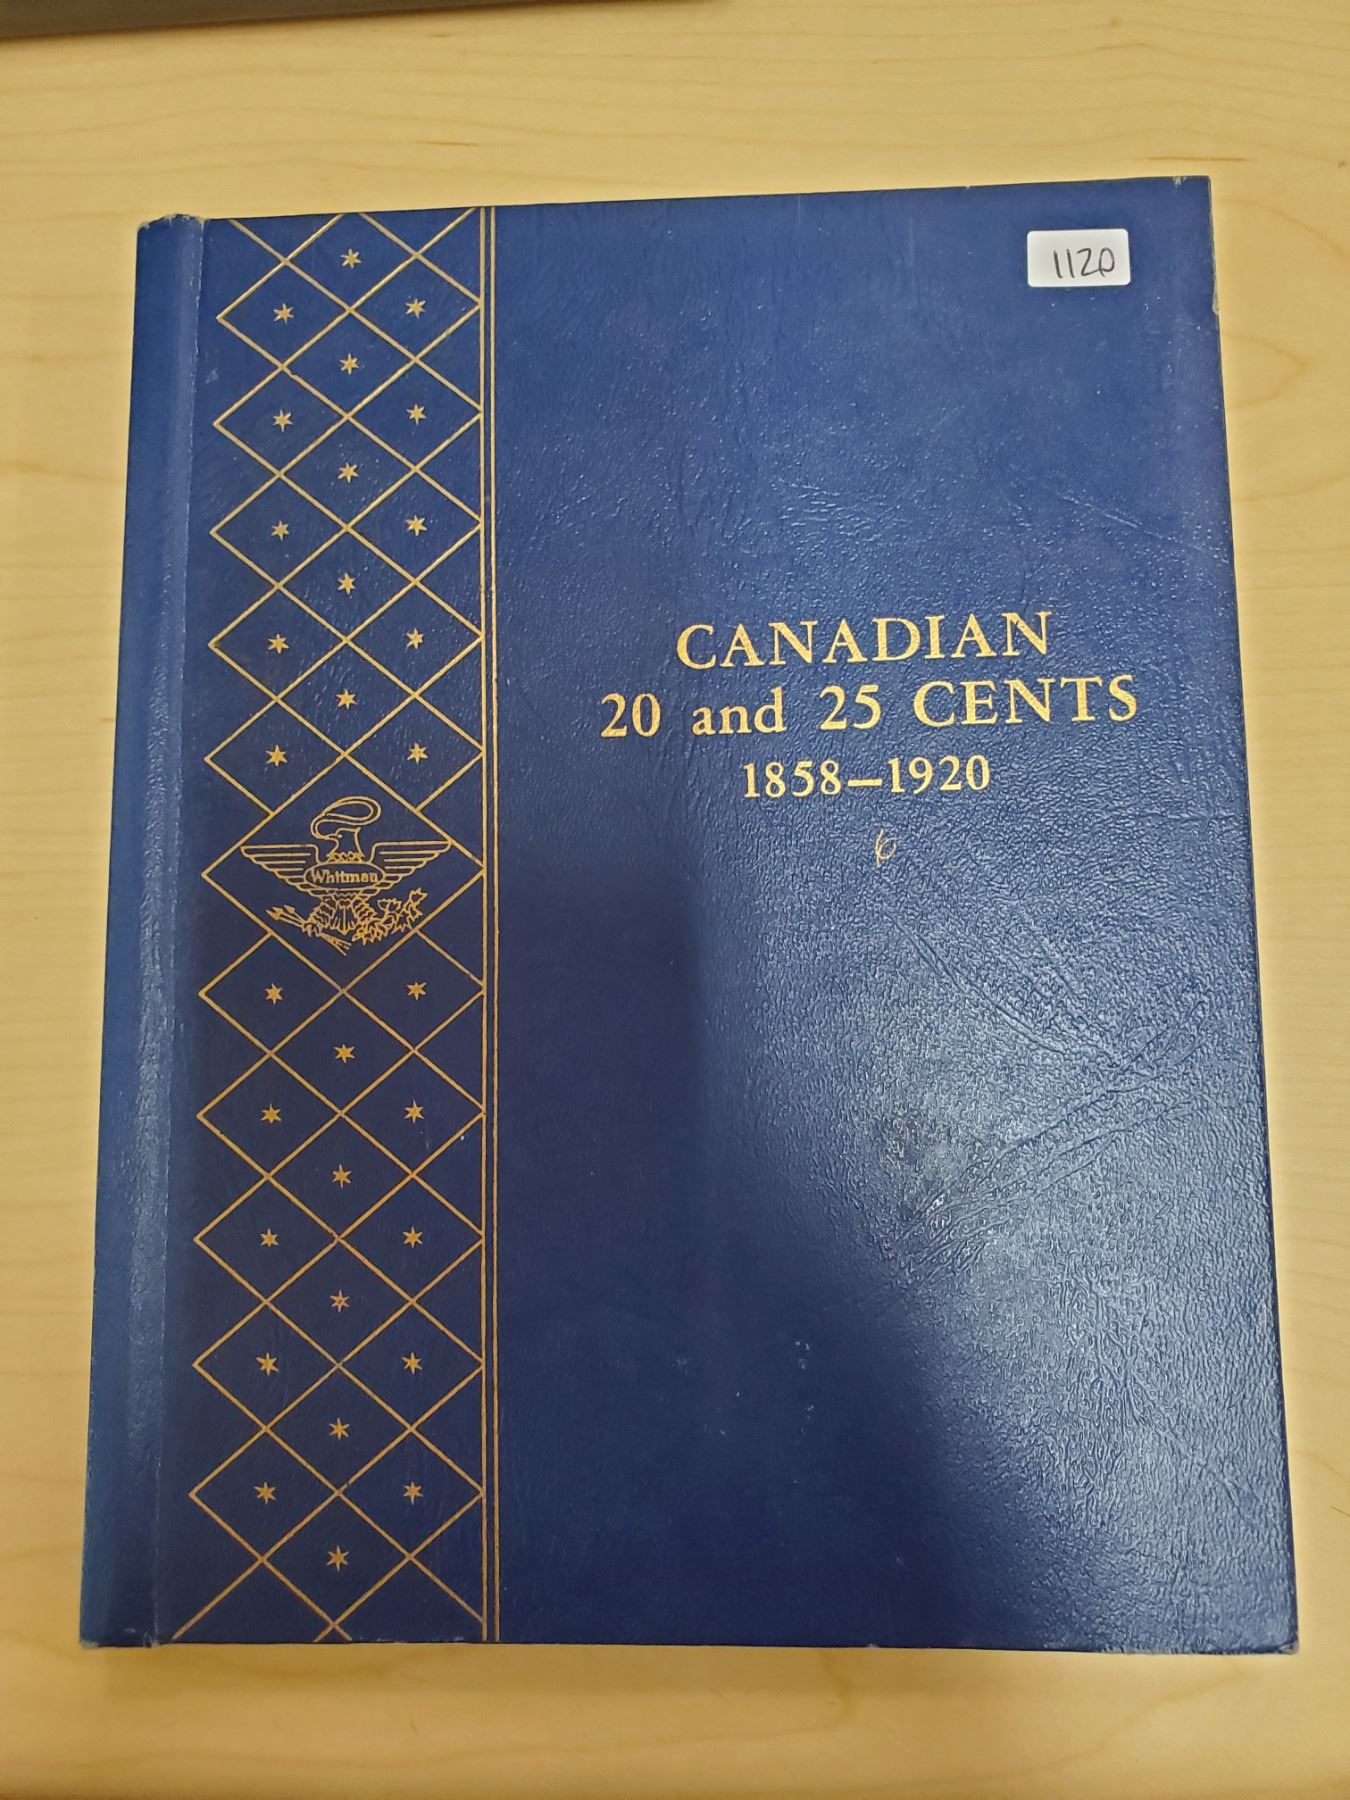 1120
CANADIAN
20 and 25 CENTS
1858–1920
Whitman